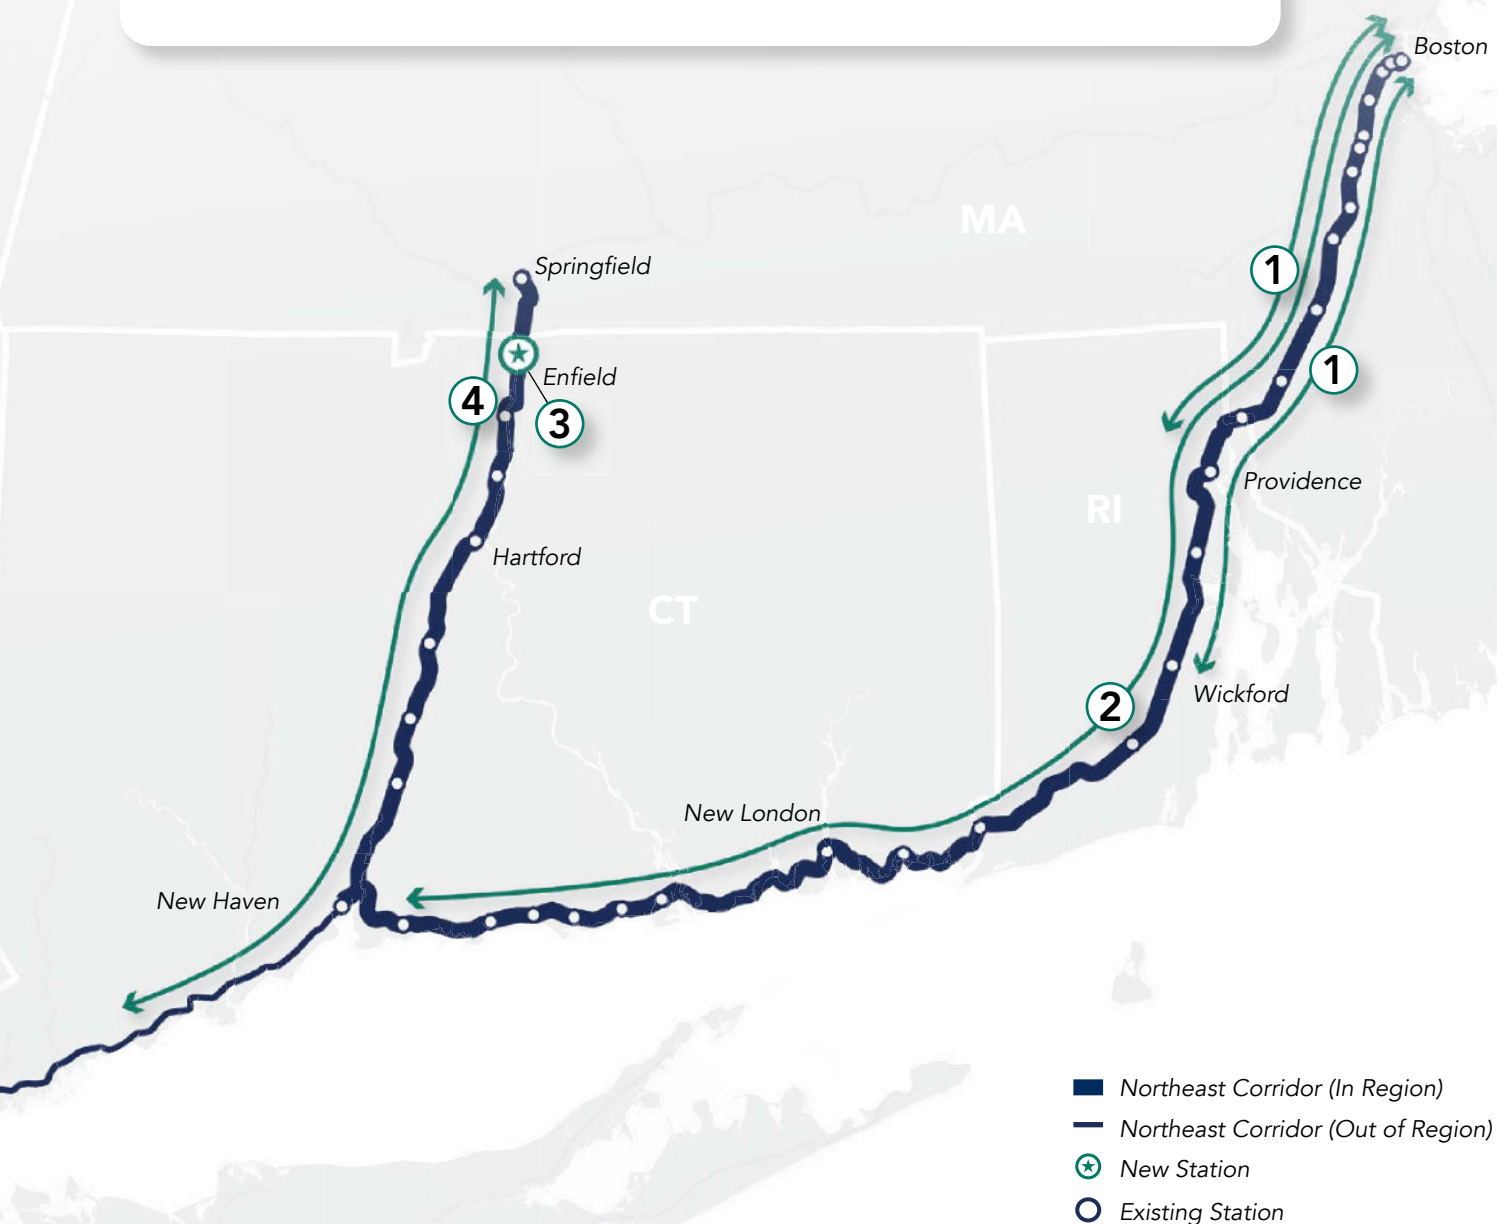 Boston
MA
Springfield
1
1
Enfield
4
3
Providence
RI
Hartford
CT
Wickford
2
New London
New Haven
Northeast Corridor (In Region)
Northeast Corridor (Out of Region)
New Station
Existing Station